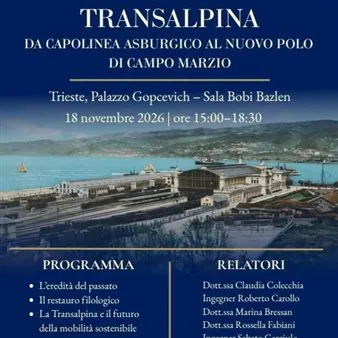 TRANSALPINA
DA CAPOLINEA ASBURGICO AL NUOVO POLO
DI CAMPO MARZIO
Trieste, Palazzo Gopcevich – Sala Bobi Bazlen
18 novembre 2026 | ore 15:00–18:30
PROGRAMMA
• L'eredità del passato
• Il restauro filologico
• La Transalpina e il futuro
della mobilità sostenibile
RELATORI
Dott.ssa Claudia Colecchia
Ingegner Roberto Carollo
Dott.ssa Marina Bressan
Dott.ssa Rossella Fabiani